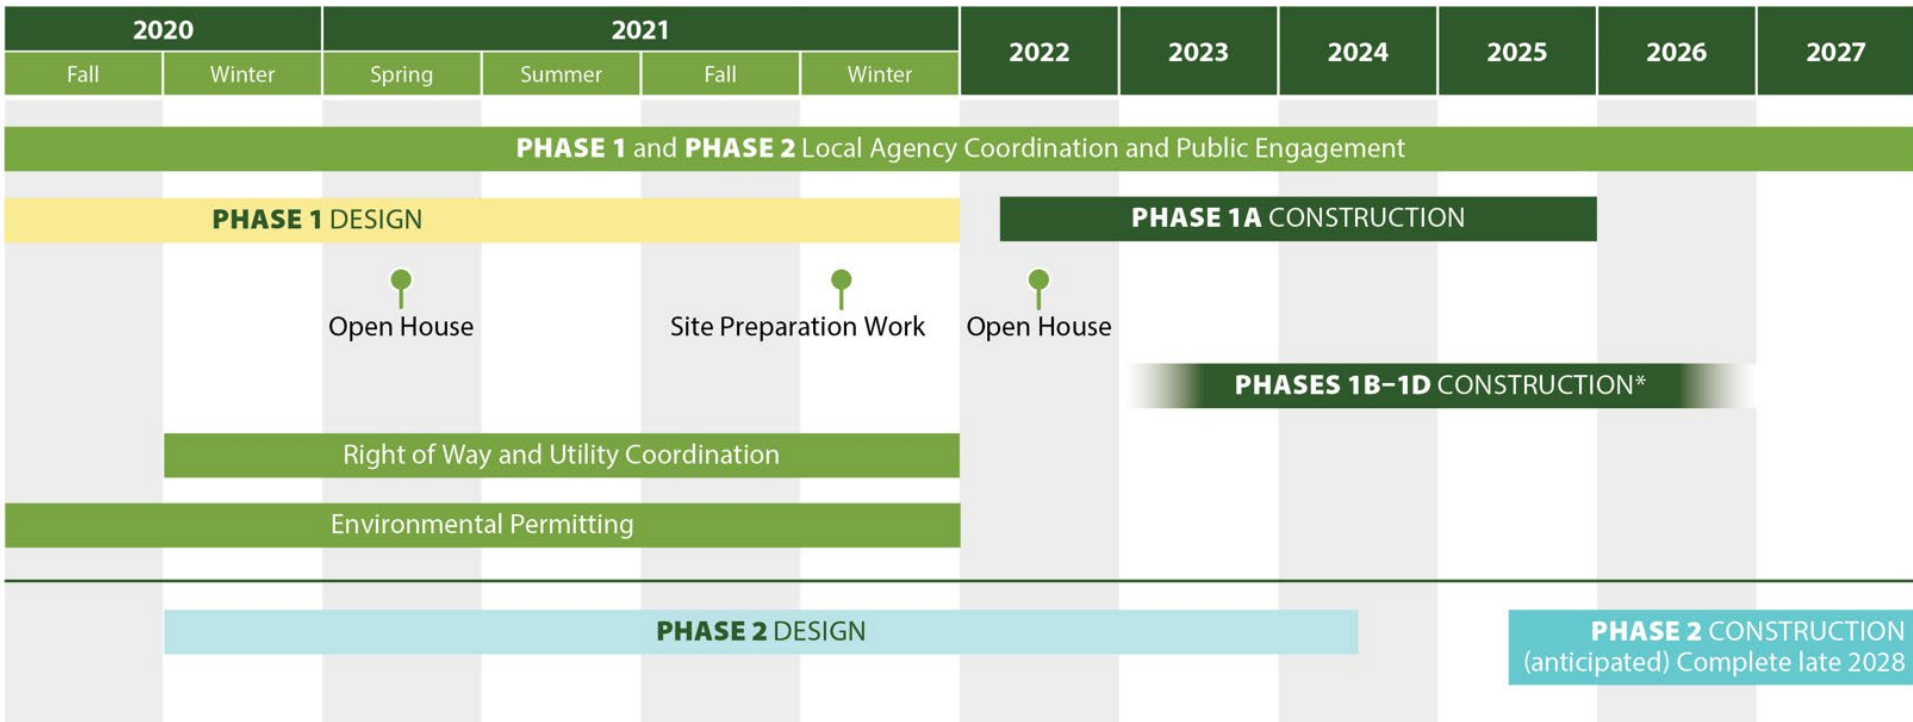 2020
2021
2022
2023
2024
2025
2026
2027
Fall
Winter
Spring
Summer
Fall
Winter
PHASE 1 and PHASE 2 Local Agency Coordination and Public Engagement
PHASE 1 DESIGN
PHASE 1A CONSTRUCTION
Open House
Site Preparation Work
Open House
PHASES 1B–1D CONSTRUCTION*
Right of Way and Utility Coordination
Environmental Permitting
PHASE 2 DESIGN
PHASE 2 CONSTRUCTION
(anticipated) Complete late 2028